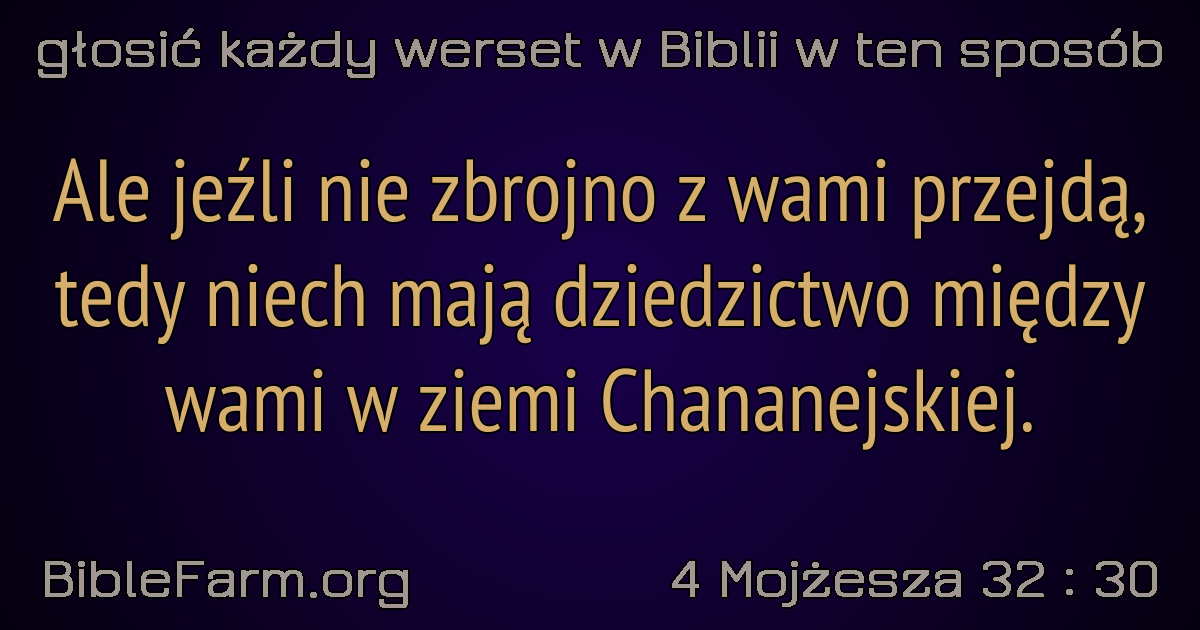 głosić każdy werset w Biblii w ten sposób
Ale jeźli nie zbrojno z wami przejdą,
tedy niech mają dziedzictwo między
wami w ziemi Chananejskiej.
BibleFarm.org
4 Mojżesza 32 : 30